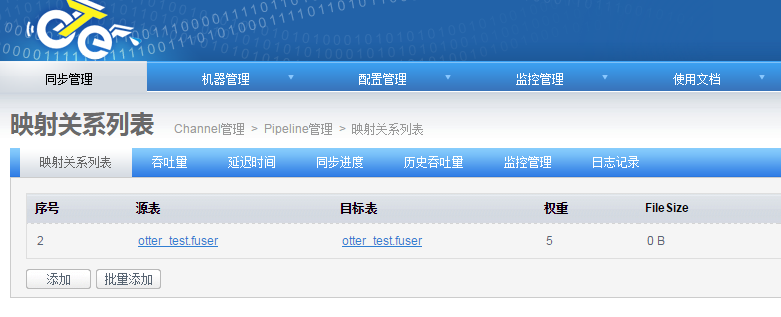 同步管理 机器管理 配置管理 监控管理 使用文档
映射关系列表 Channel管理 > Pipeline管理 > 映射关系列表
映射关系列表 吞吐量 延迟时间 同步进度 历史吞吐量 监控管理 日志记录
序号 源表 目标表 权重 FileSize
2 otter_test.fuser otter_test.fuser 5 0 B
添加 批量添加